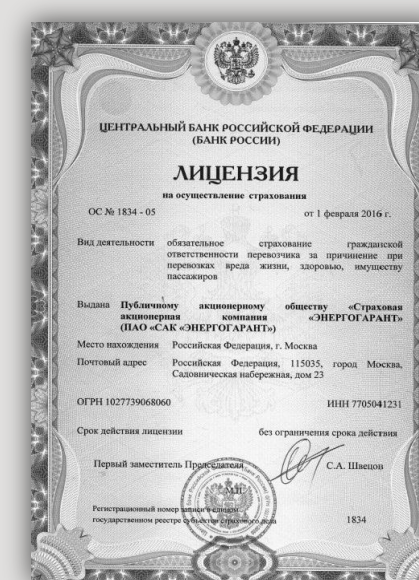 ЦЕНТРАЛЬНЫЙ БАНК РОССИЙСКОЙ ФЕДЕРАЦИИ
(БАНК РОССИИ)
ЛИЦЕНЗИЯ
на осуществление страхования
ОС № 1834 - 05 от 1 февраля 2016 г.
Вид деятельности обязательное страхование гражданской
ответственности перевозчика за причинение при
перевозках вреда жизни, здоровью, имуществу
пассажиров
Выдана Публичному акционерному обществу «Страховая
акционерная компания «ЭНЕРГОГАРАНТ»
(ПАО «САК «ЭНЕРГОГАРАНТ»)
Место нахождения Российская Федерация, г. Москва
Почтовый адрес Российская Федерация, 115035, город Москва,
Садовническая набережная, дом 23
ОГРН 1027739068060 ИНН 7705041231
Срок действия лицензии без ограничения срока действия
Первый заместитель Председателя С.А. Швецов
М.П.
Регистрационный номер записи в едином
государственном реестре субъектов страхового дела 1834